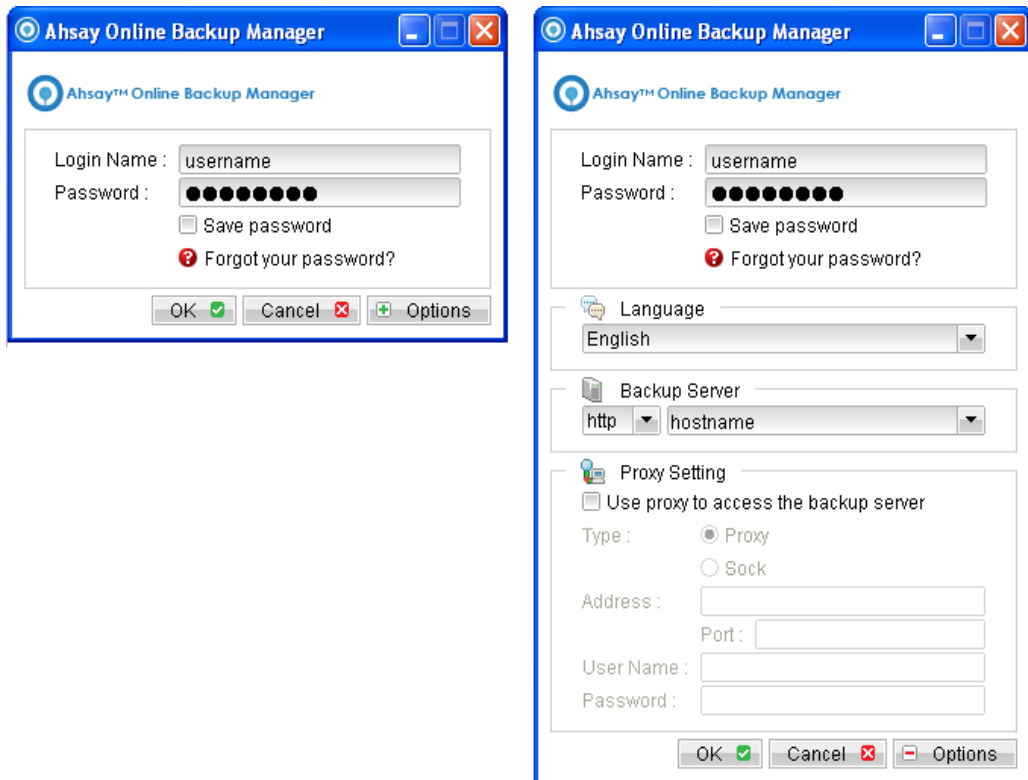 Ahsay Online Backup Manager
Ahsay™ Online Backup Manager
Login Name : username
Password : ●●●●●●●●
Save password
Forgot your password?
OK Cancel Options
Ahsay Online Backup Manager
Ahsay™ Online Backup Manager
Login Name : username
Password : ●●●●●●●●
Save password
Forgot your password?
Language
English
Backup Server
http hostname
Proxy Setting
Use proxy to access the backup server
Type : Proxy
Sock
Address :
Port :
User Name :
Password :
OK Cancel Options